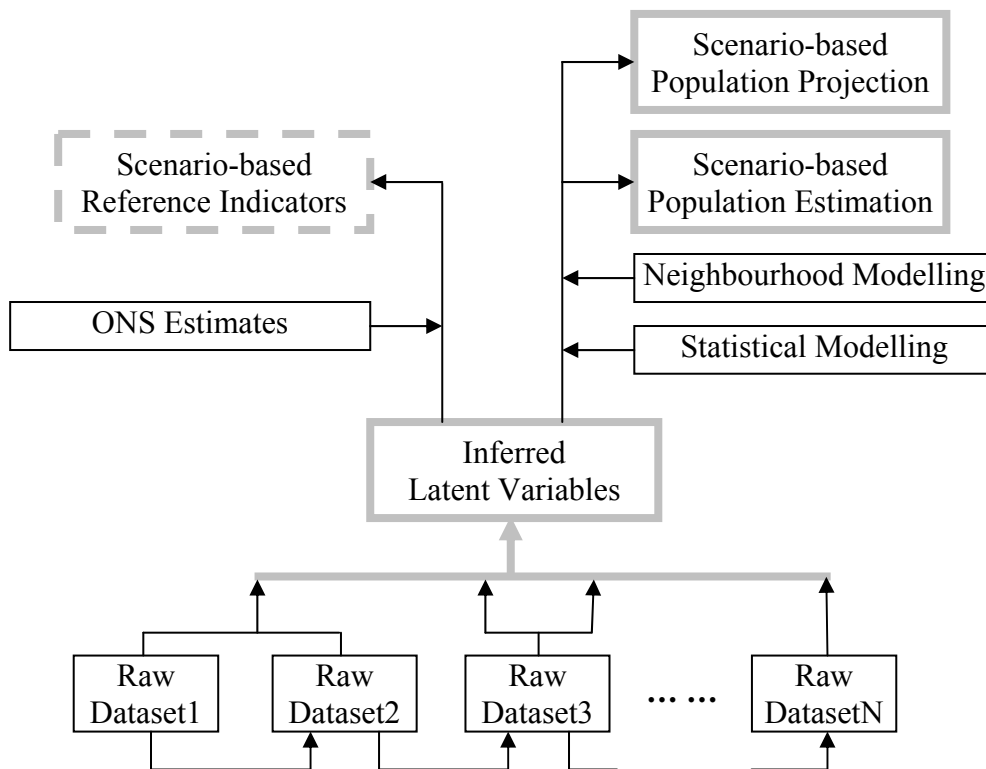 Scenario-based
Population Projection
Scenario-based
Reference Indicators
Scenario-based
Population Estimation
Neighbourhood Modelling
ONS Estimates
Statistical Modelling
Inferred
Latent Variables
Raw
Dataset1
Raw
Dataset2
Raw
Dataset3
... ...
Raw
DatasetN